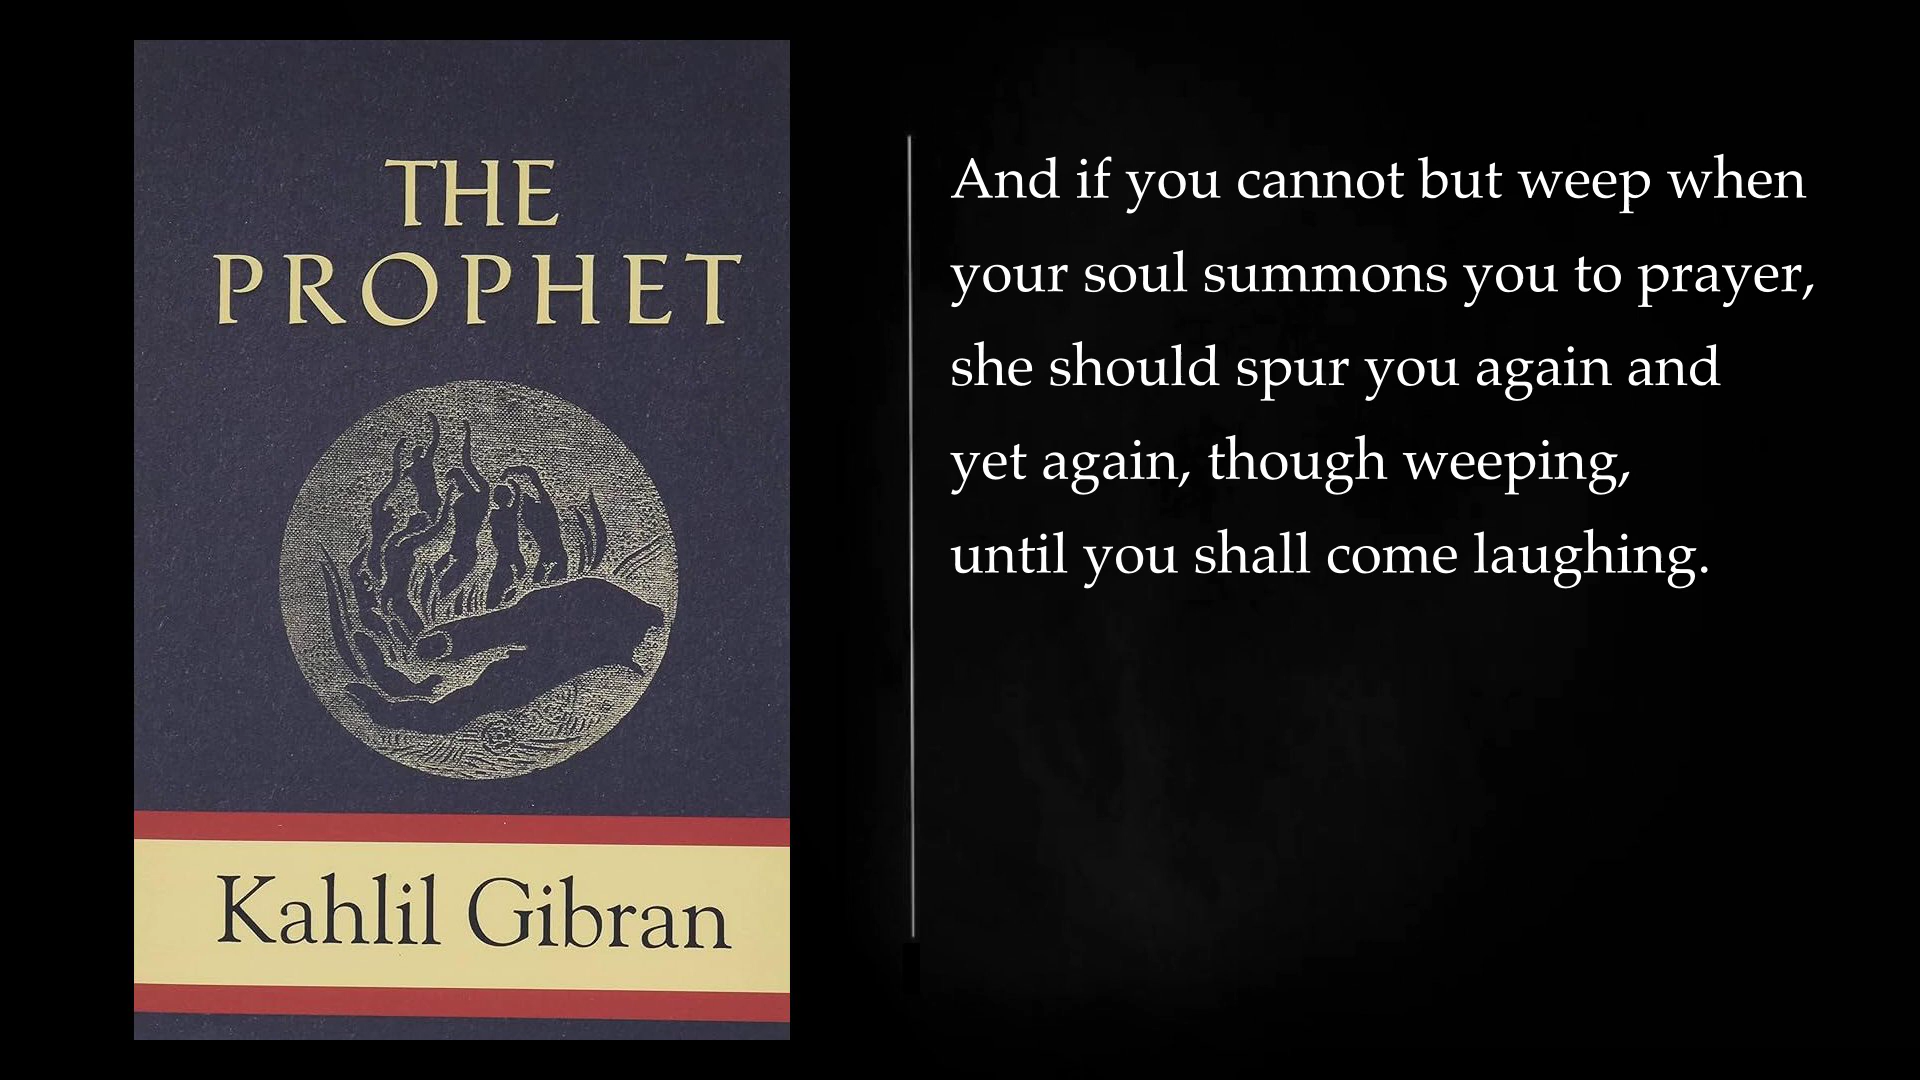 THE
PROPHET
Kahlil Gibran
And if you cannot but weep when
your soul summons you to prayer,
she should spur you again and
yet again, though weeping,
until you shall come laughing.